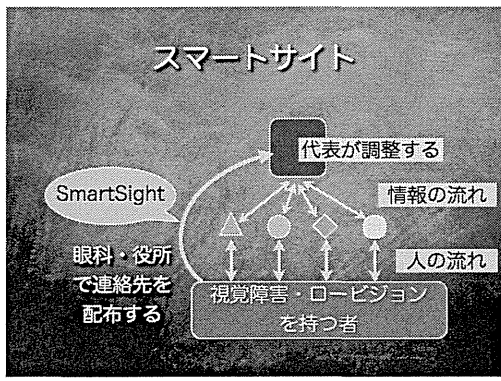 スマートサイト
代表が調整する
SmartSight
情報の流れ
眼科・役所
で連絡先を
配布する
人の流れ
視覚障害・ロービジョン
を持つ者